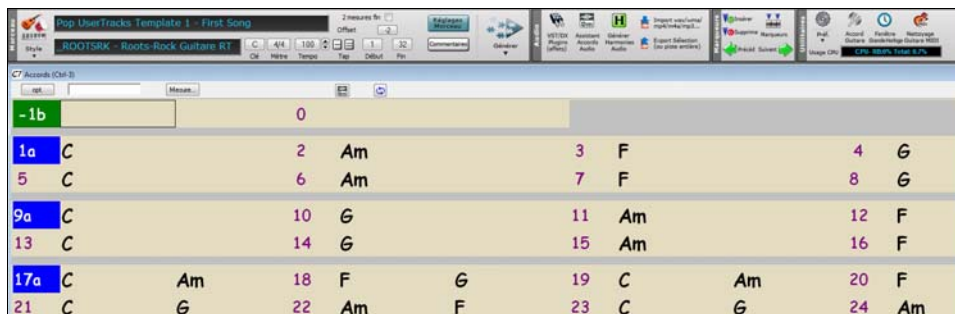 Morceau
Style
Pop UserTracks Template 1 - First Song
_ROOTSRK - Roots-Rock Guitare RT
2 mesures fin
Offset -2
C 4/4 100 1 32
Clé Mètre Tempo Tap Début Fin
Réglages Morceau
Commentaires
Générer
Audio
VST/DX Plugins (effets)
Assistant Accords Audio
Générer Harmonies Audio
Import wav/wma/mp4/m4a/mp3...
Export Sélection (ou piste entière)
Marqueurs
Insérer
Supprime
Marqueurs
Précéd Suivant
Utilitaires
Préf.
Accord Guitare
Nettoyage Guitare MIDI
Usage CPU
C7 Accords (Ctrl-3)
opt. Mesure...
-1b 0
1a C 2 Am 3 F 4 G
5 C 6 Am 7 F 8 G
9a C 10 G 11 Am 12 F
13 C 14 G 15 Am 16 F
17a C Am 18 F G 19 C Am 20 F
21 C G 22 Am F 23 C G 24 Am